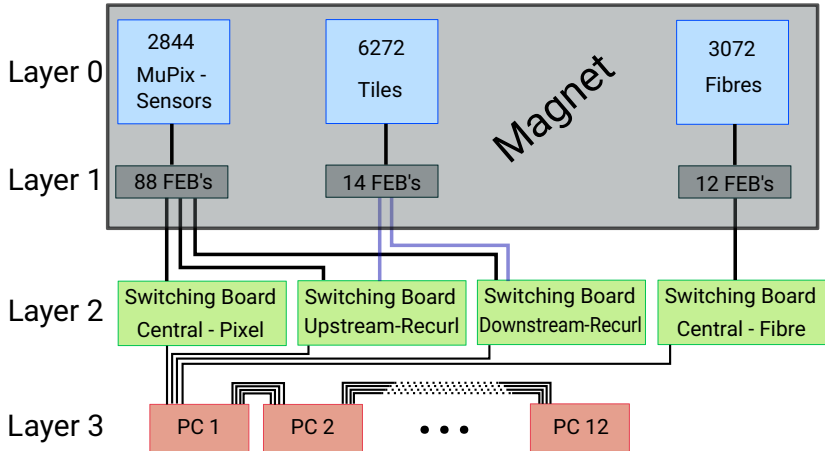 Layer 0
2844
MuPix -
Sensors
6272
Tiles
3072
Fibres
Magnet
Layer 1
88 FEB's
14 FEB's
12 FEB's
Layer 2
Switching Board
Central - Pixel
Switching Board
Upstream-Recurl
Switching Board
Downstream-Recurl
Switching Board
Central - Fibre
Layer 3
PC 1
PC 2
PC 12